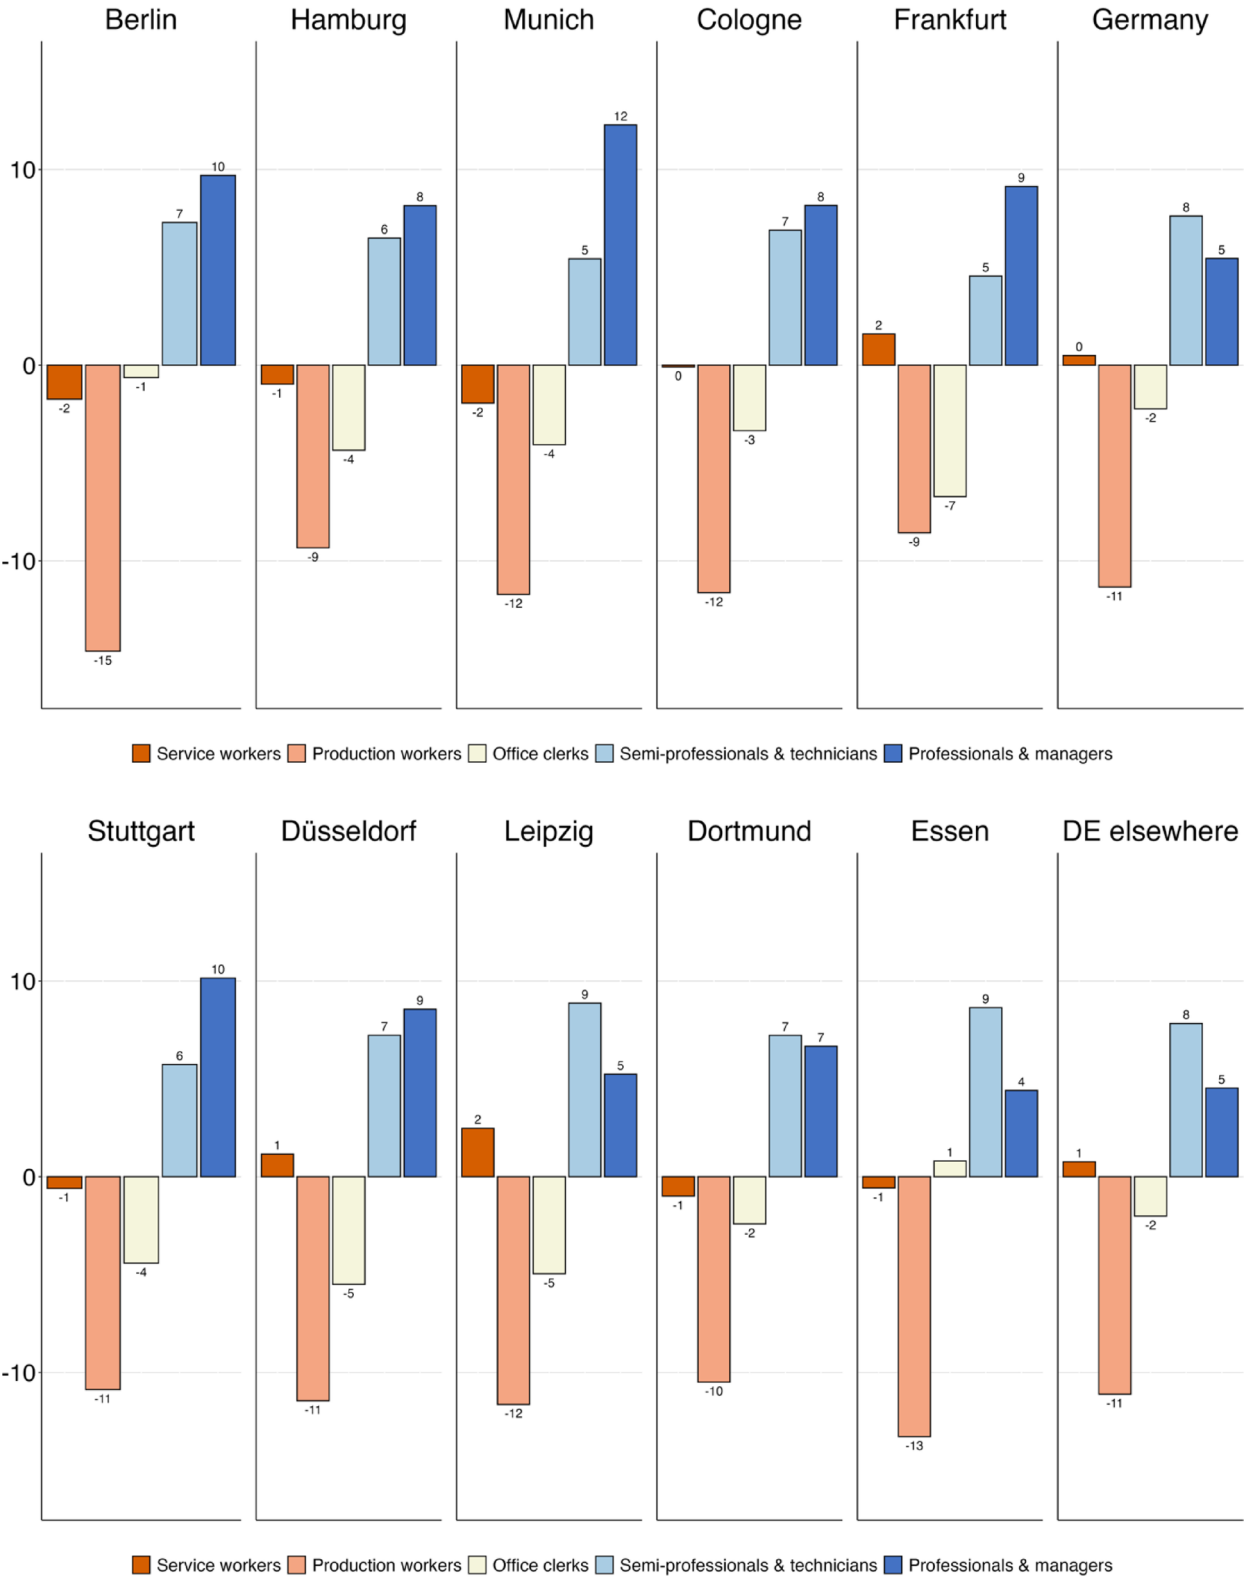 Berlin Hamburg Munich Cologne Frankfurt Germany
12
10 10
9
8 8 8
7 7
6
5 5 5
2
0
0
-2 -1 -1 -2 0
-4 -4 -3 -7 -2
-9 -9
-10
-12 -12 -11
-15
Service workers Production workers Office clerks Semi-professionals & technicians Professionals & managers
Stuttgart Düsseldorf Leipzig Dortmund Essen DE elsewhere
10 10
9 9 9
8
7 7 7
6
5 5
4
2
1 1 1
0
-1 -1 -1
-4 -5 -5 -2 -2
-10
-11 -11 -12 -10 -13 -11
Service workers Production workers Office clerks Semi-professionals & technicians Professionals & managers